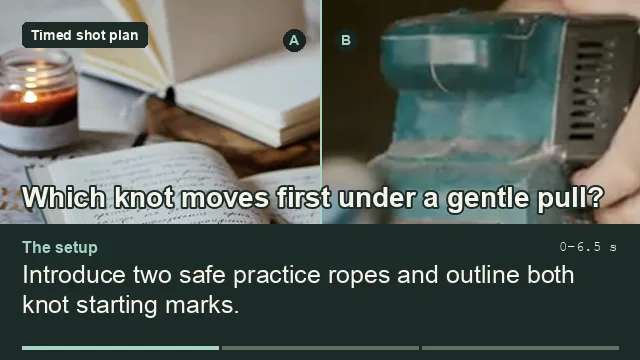 Timed shot plan
A
B
Which knot moves first under a gentle pull?
The setup
0–6.5 s
Introduce two safe practice ropes and outline both
knot starting marks.